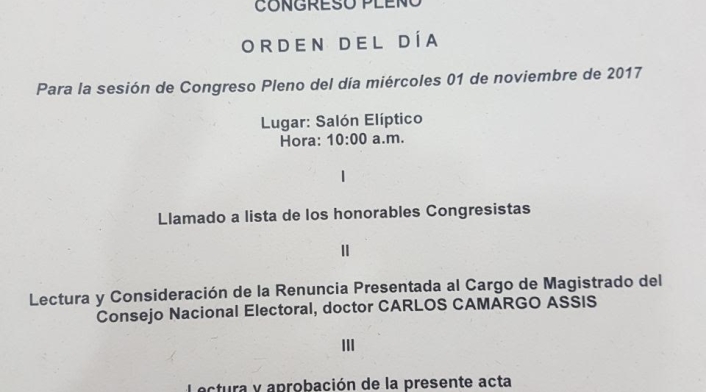 CONGRESO PLENO
ORDEN DEL DÍA
Para la sesión de Congreso Pleno del día miércoles 01 de noviembre de 2017
Lugar: Salón Elíptico
Hora: 10:00 a.m.
I
Llamado a lista de los honorables Congresistas
II
Lectura y Consideración de la Renuncia Presentada al Cargo de Magistrado del
Consejo Nacional Electoral, doctor CARLOS CAMARGO ASSIS
III
Lectura y aprobación de la presente acta